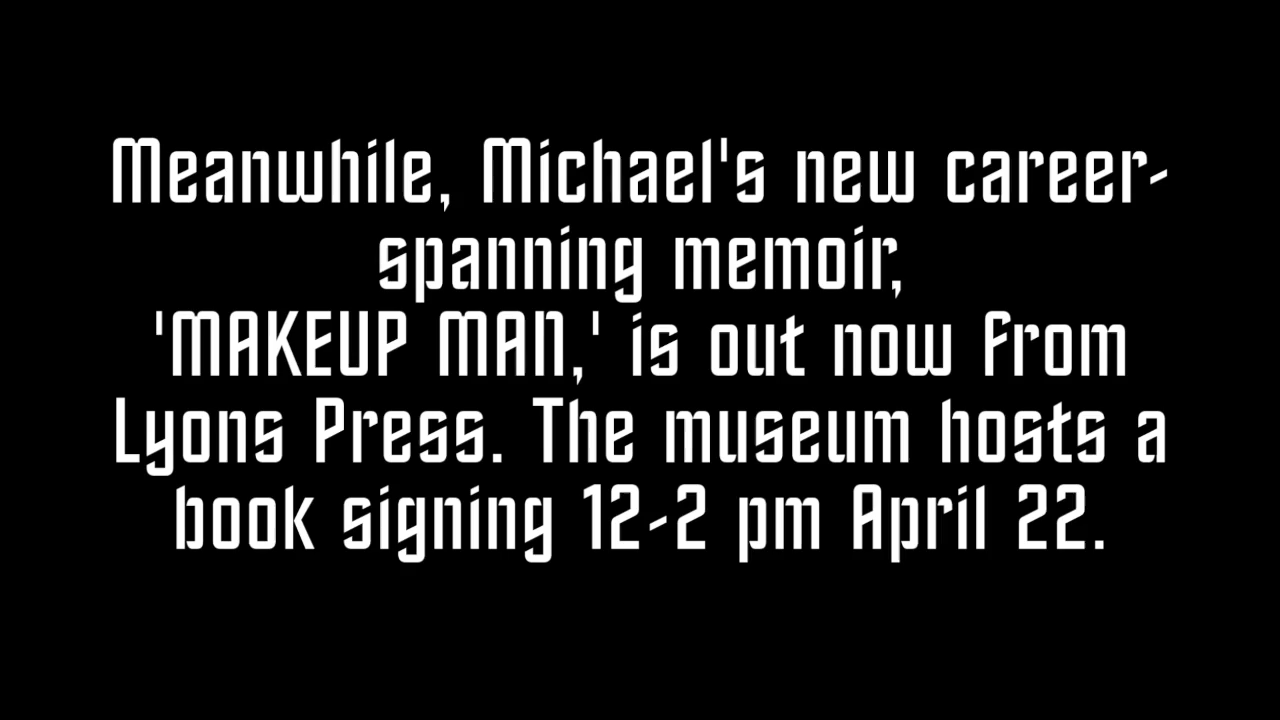 Meanwhile, Michael's new career-
spanning memoir,
'MAKEUP MAN,' is out now from
Lyons Press. The museum hosts a
book signing 12-2 pm April 22.